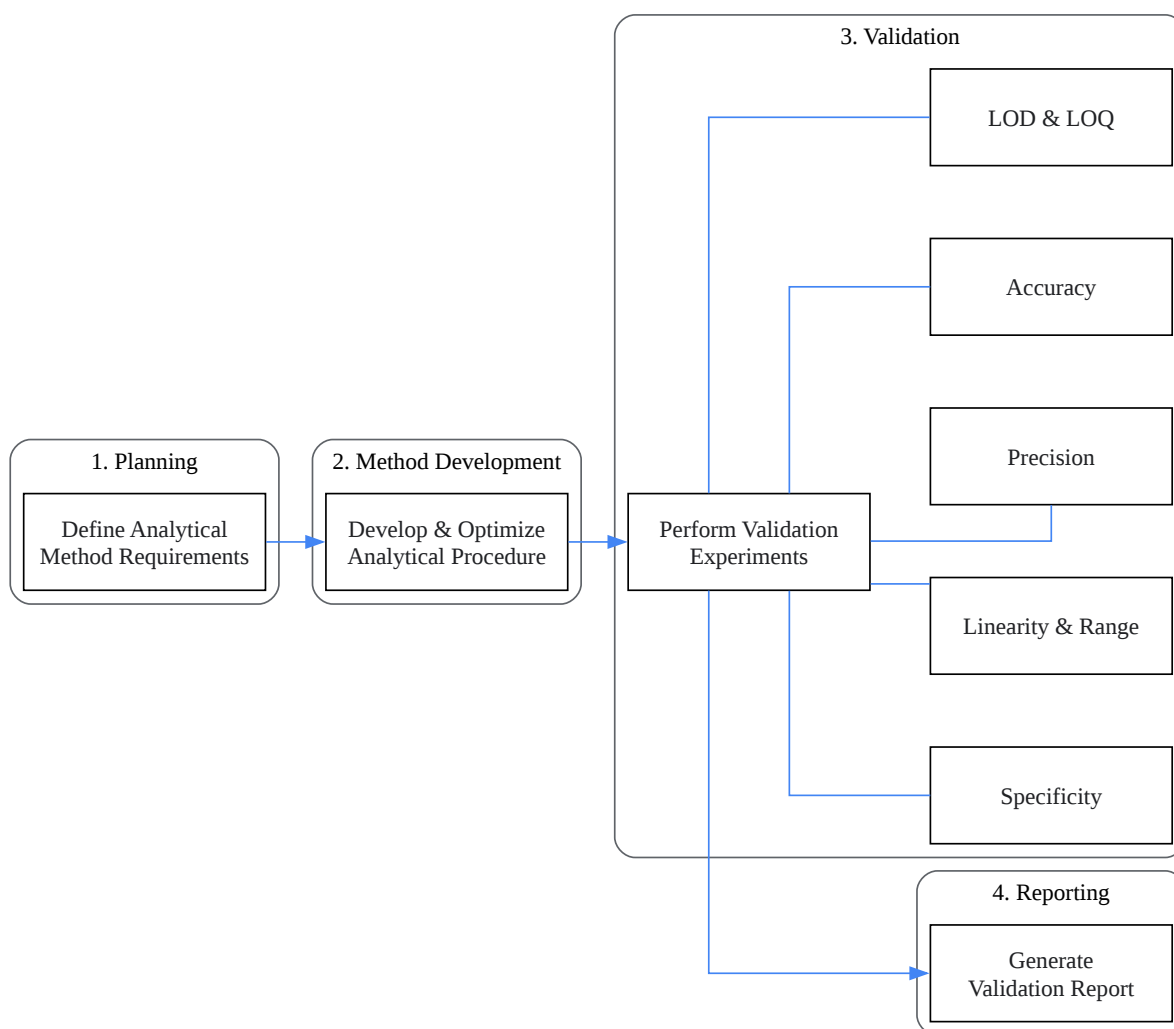 1. Planning
Define Analytical
Method Requirements
2. Method Development
Develop & Optimize
Analytical Procedure
3. Validation
Perform Validation
Experiments
LOD & LOQ
Accuracy
Precision
Linearity & Range
Specificity
4. Reporting
Generate
Validation Report